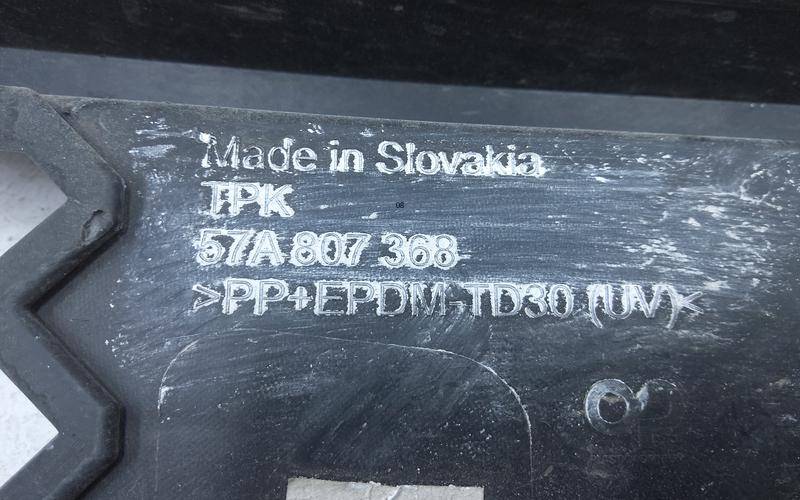 Made in Slovakia
TPK
57A 807 368
>PP+EPDM-TD30 (UV)<